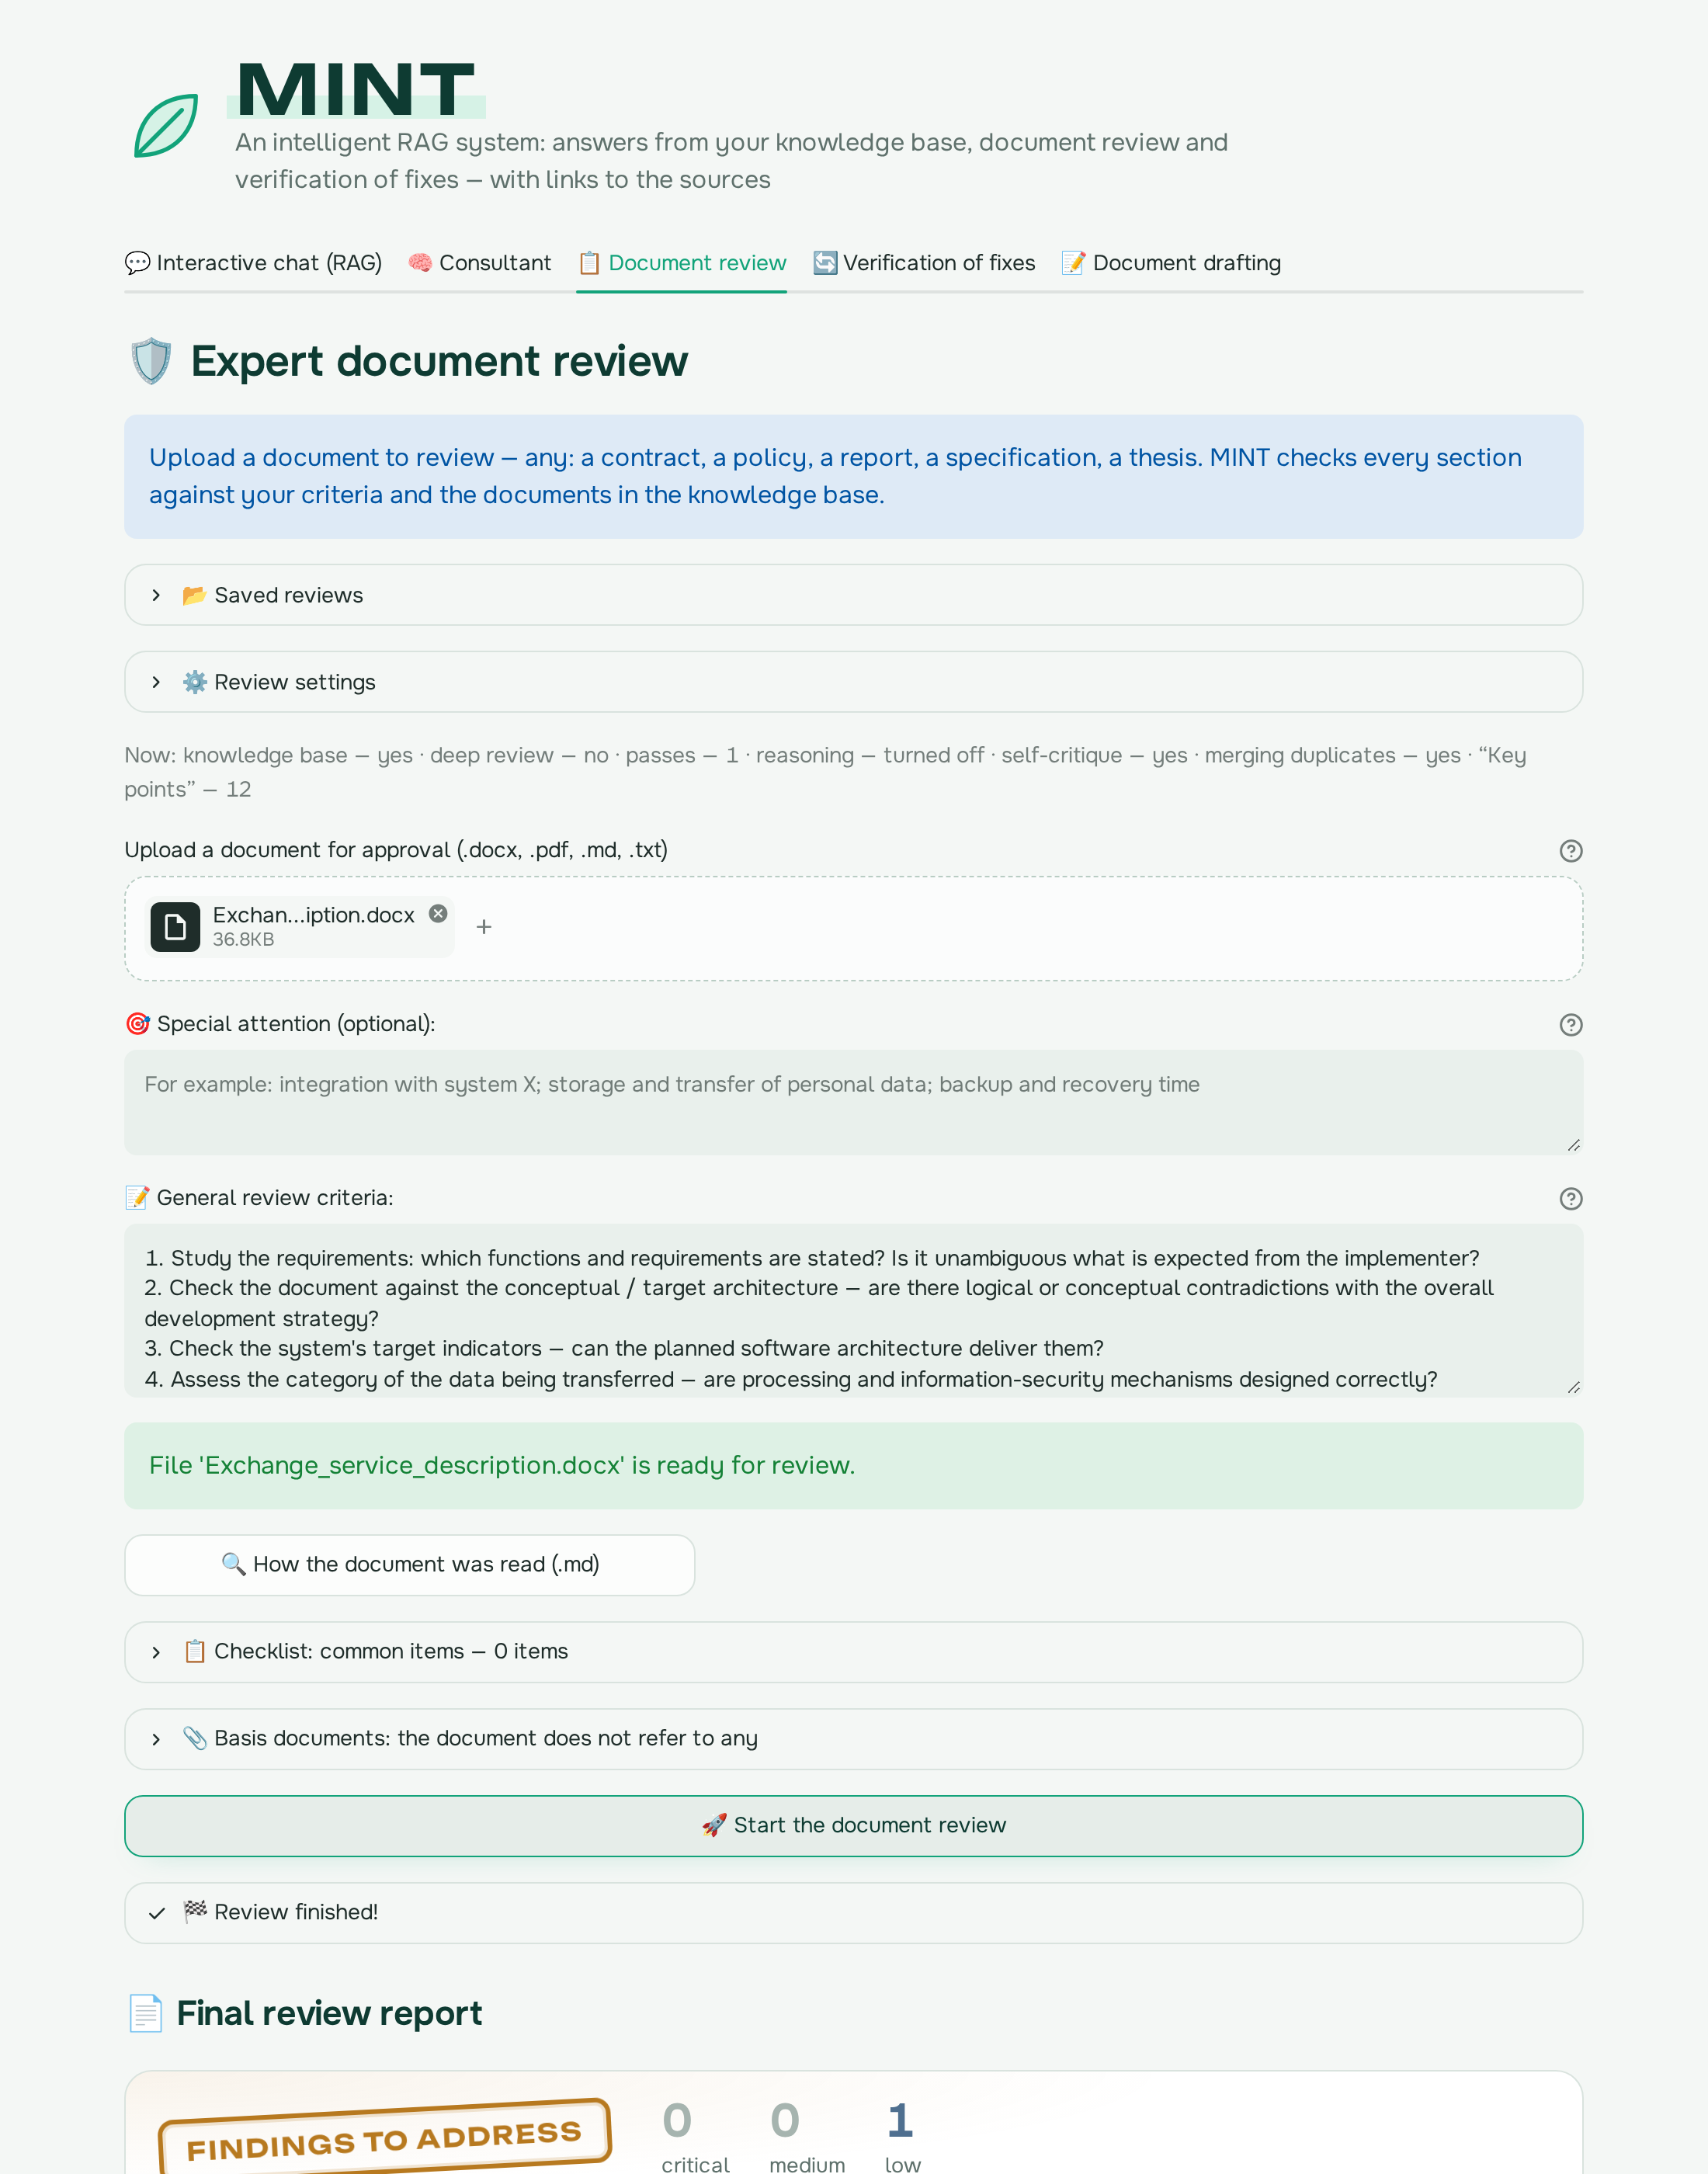 MINT
An intelligent RAG system: answers from your knowledge base, document review and
verification of fixes — with links to the sources
💬 Interactive chat (RAG) 🧠 Consultant 📋 Document review 🔄 Verification of fixes 📝 Document drafting
🛡️ Expert document review
Upload a document to review — any: a contract, a policy, a report, a specification, a thesis. MINT checks every section
against your criteria and the documents in the knowledge base.
📂 Saved reviews
⚙️ Review settings
Now: knowledge base — yes · deep review — no · passes — 1 · reasoning — turned off · self-critique — yes · merging duplicates — yes · “Key
points” — 12
Upload a document for approval (.docx, .pdf, .md, .txt)
Exchan...iption.docx
36.8KB
🎯 Special attention (optional):
For example: integration with system X; storage and transfer of personal data; backup and recovery time
📝 General review criteria:
1. Study the requirements: which functions and requirements are stated? Is it unambiguous what is expected from the implementer?
2. Check the document against the conceptual / target architecture — are there logical or conceptual contradictions with the overall
development strategy?
3. Check the system's target indicators — can the planned software architecture deliver them?
4. Assess the category of the data being transferred — are processing and information-security mechanisms designed correctly?
File 'Exchange_service_description.docx' is ready for review.
🔍 How the document was read (.md)
📋 Checklist: common items — 0 items
📎 Basis documents: the document does not refer to any
🚀 Start the document review
🏁 Review finished!
📄 Final review report
FINDINGS TO ADDRESS
0 0 1
critical medium low